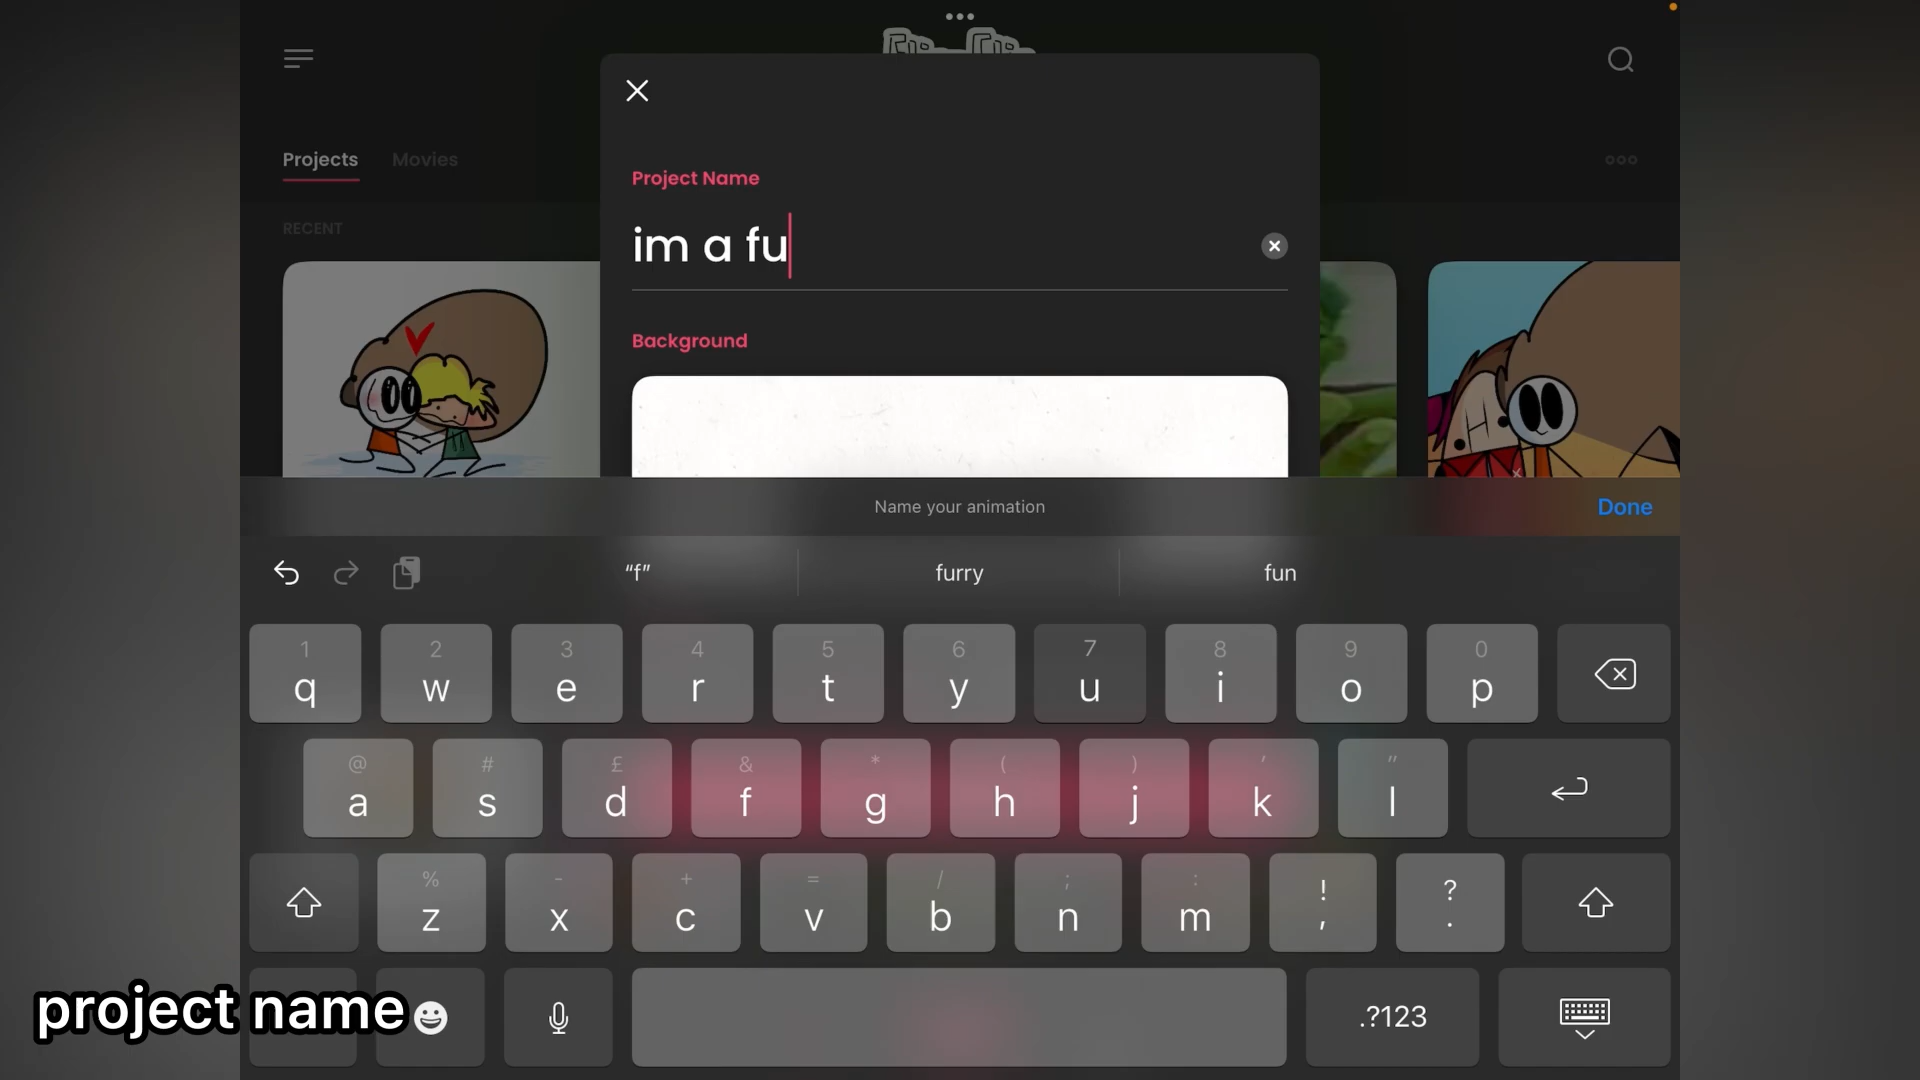 Projects Movies
RECENT
Project Name
im a fu
Background
Name your animation
Done
“f” furry fun
1 2 3 4 5 6 7 8 9 0
q w e r t y u i o p
@ # £ & * ( ) ' "
a s d f g h j k l
% - + = / ; : ! ?
z x c v b n m , .
project name
.?123